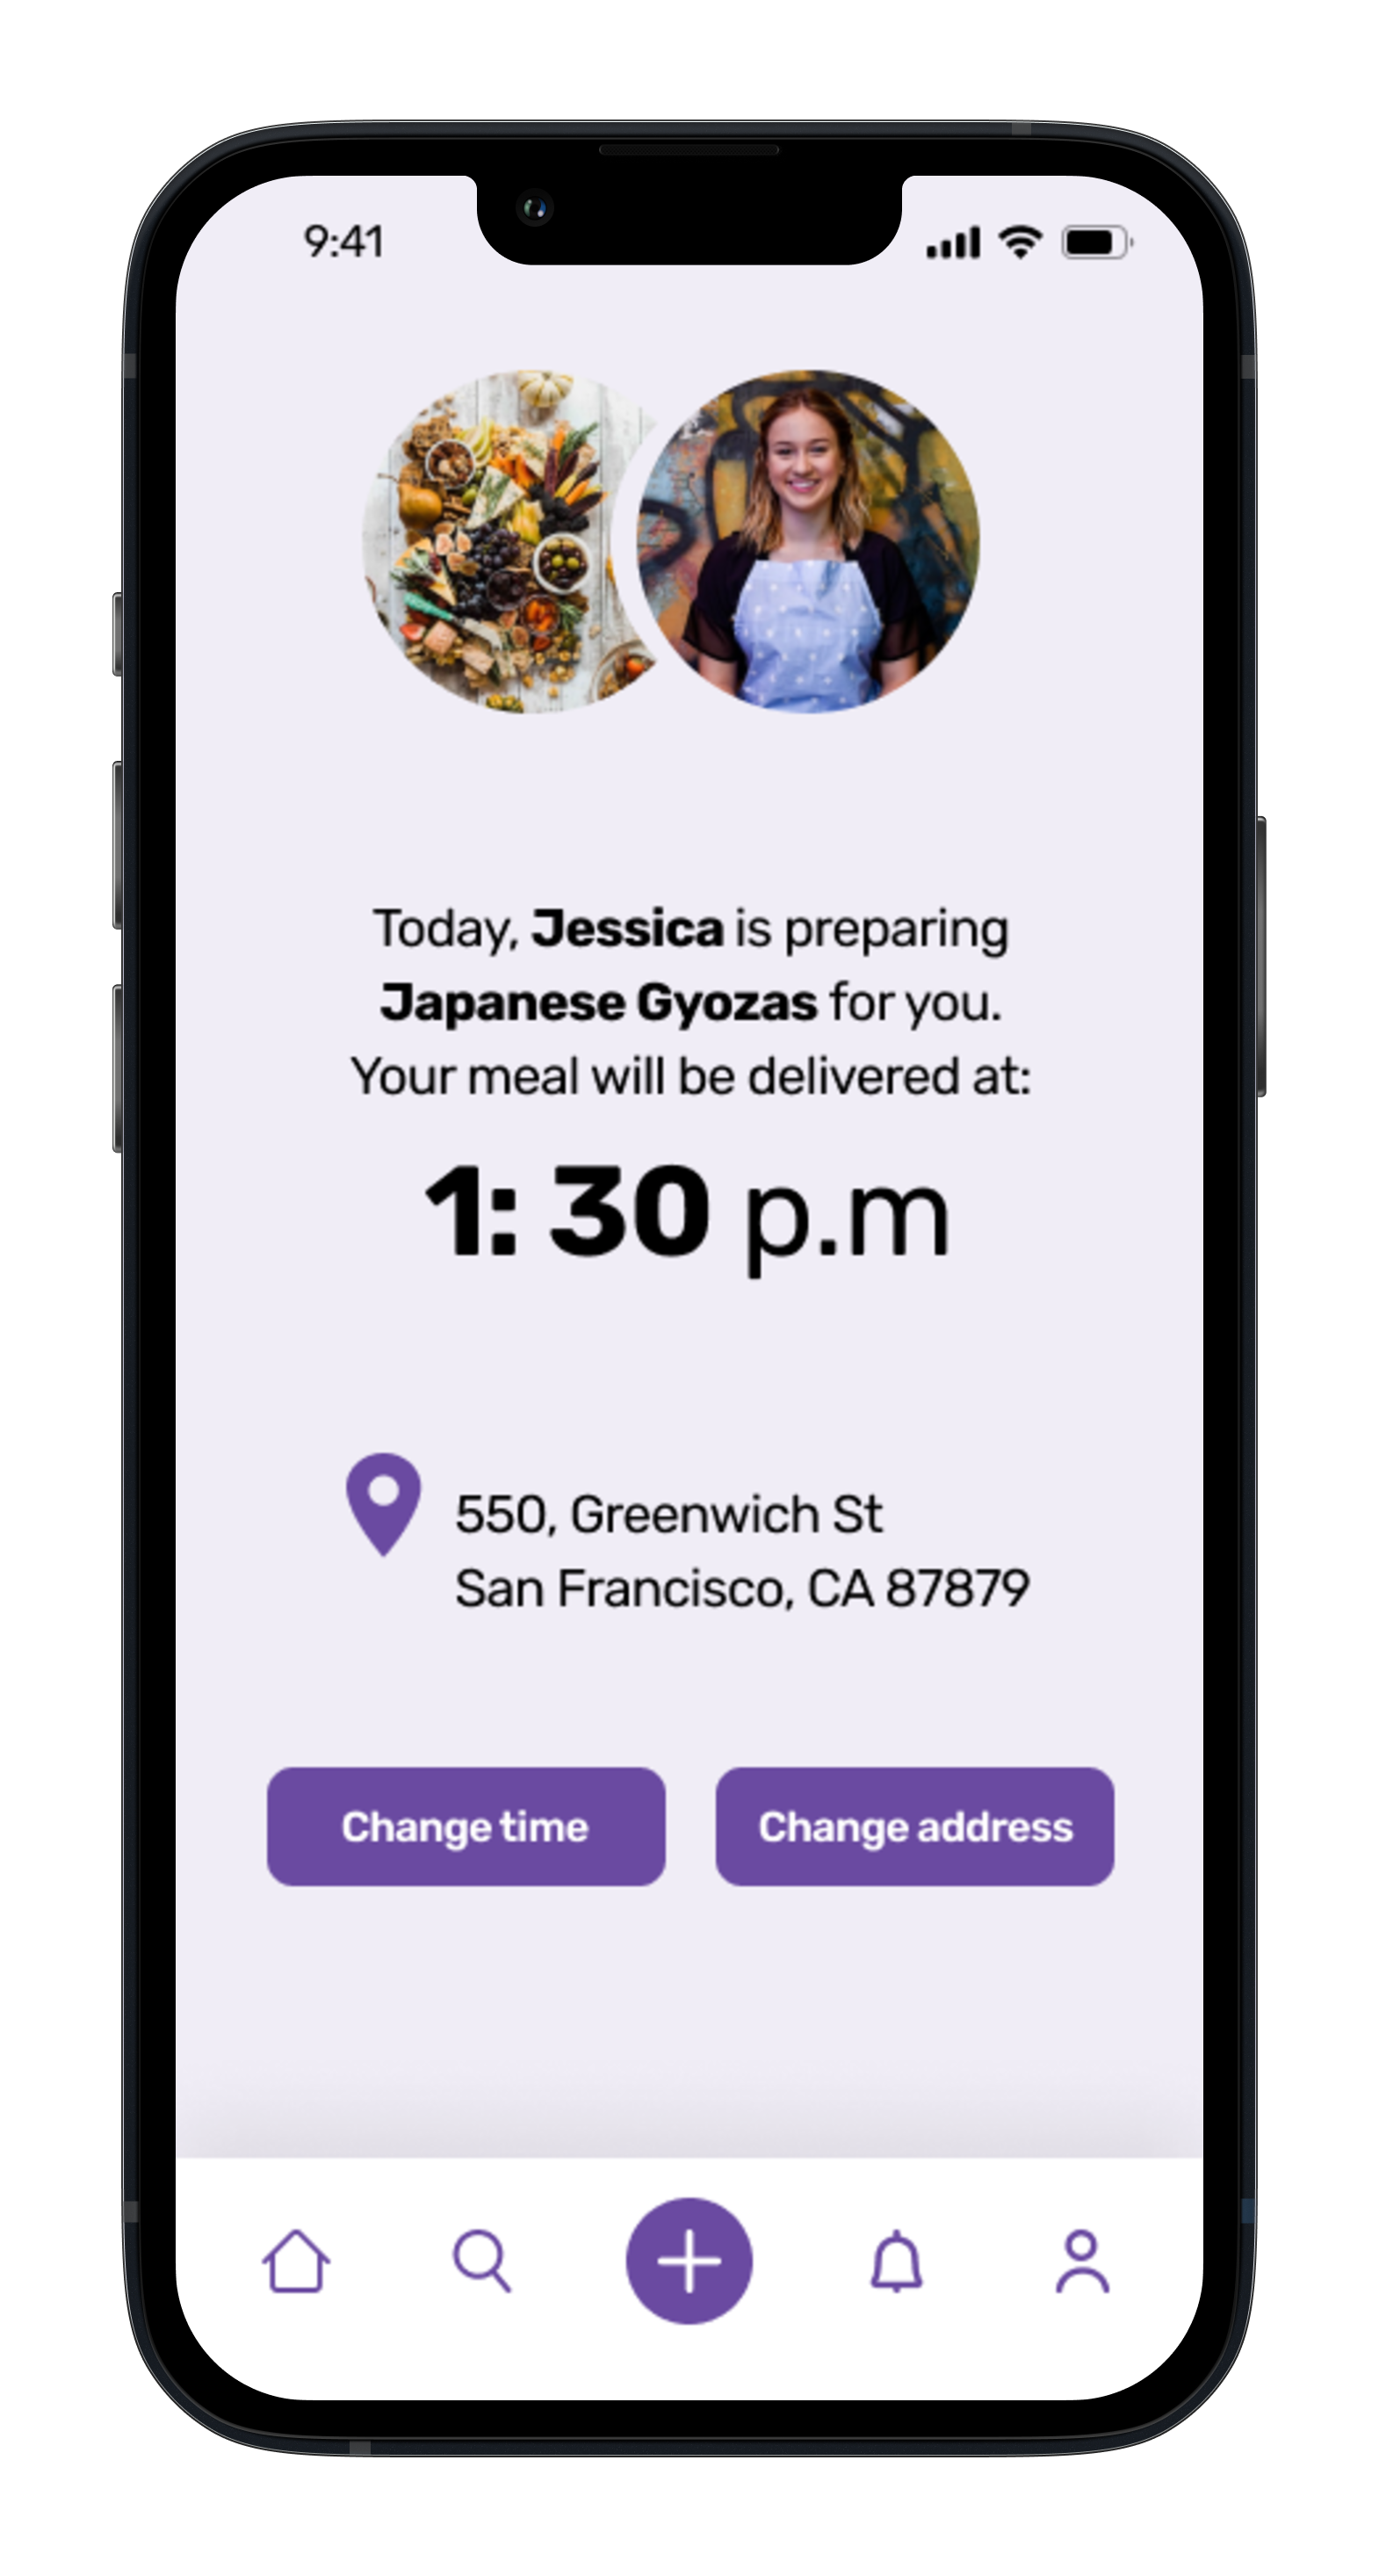 9:41
Today, Jessica is preparing
Japanese Gyozas for you.
Your meal will be delivered at:
1: 30 p.m
550, Greenwich St
San Francisco, CA 87879
Change time
Change address